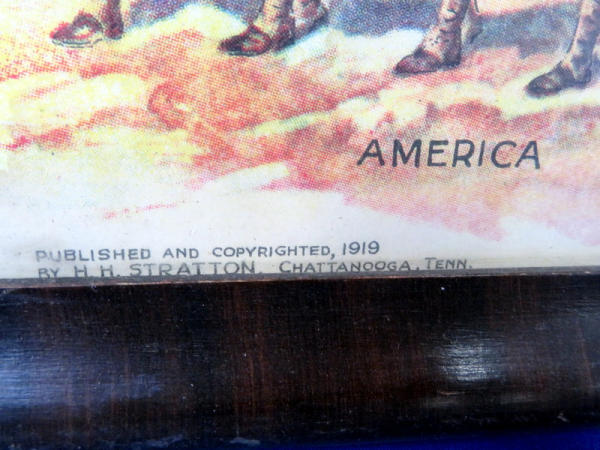 AMERICA
PUBLISHED AND COPYRIGHTED, 1919
BY H. H. STRATTON. CHATTANOOGA, TENN.